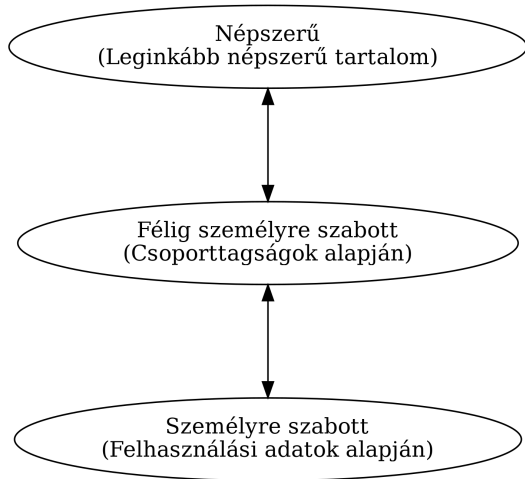 Népszerű
(Leginkább népszerű tartalom)
Félig személyre szabott
(Csoporttagságok alapján)
Személyre szabott
(Felhasználási adatok alapján)